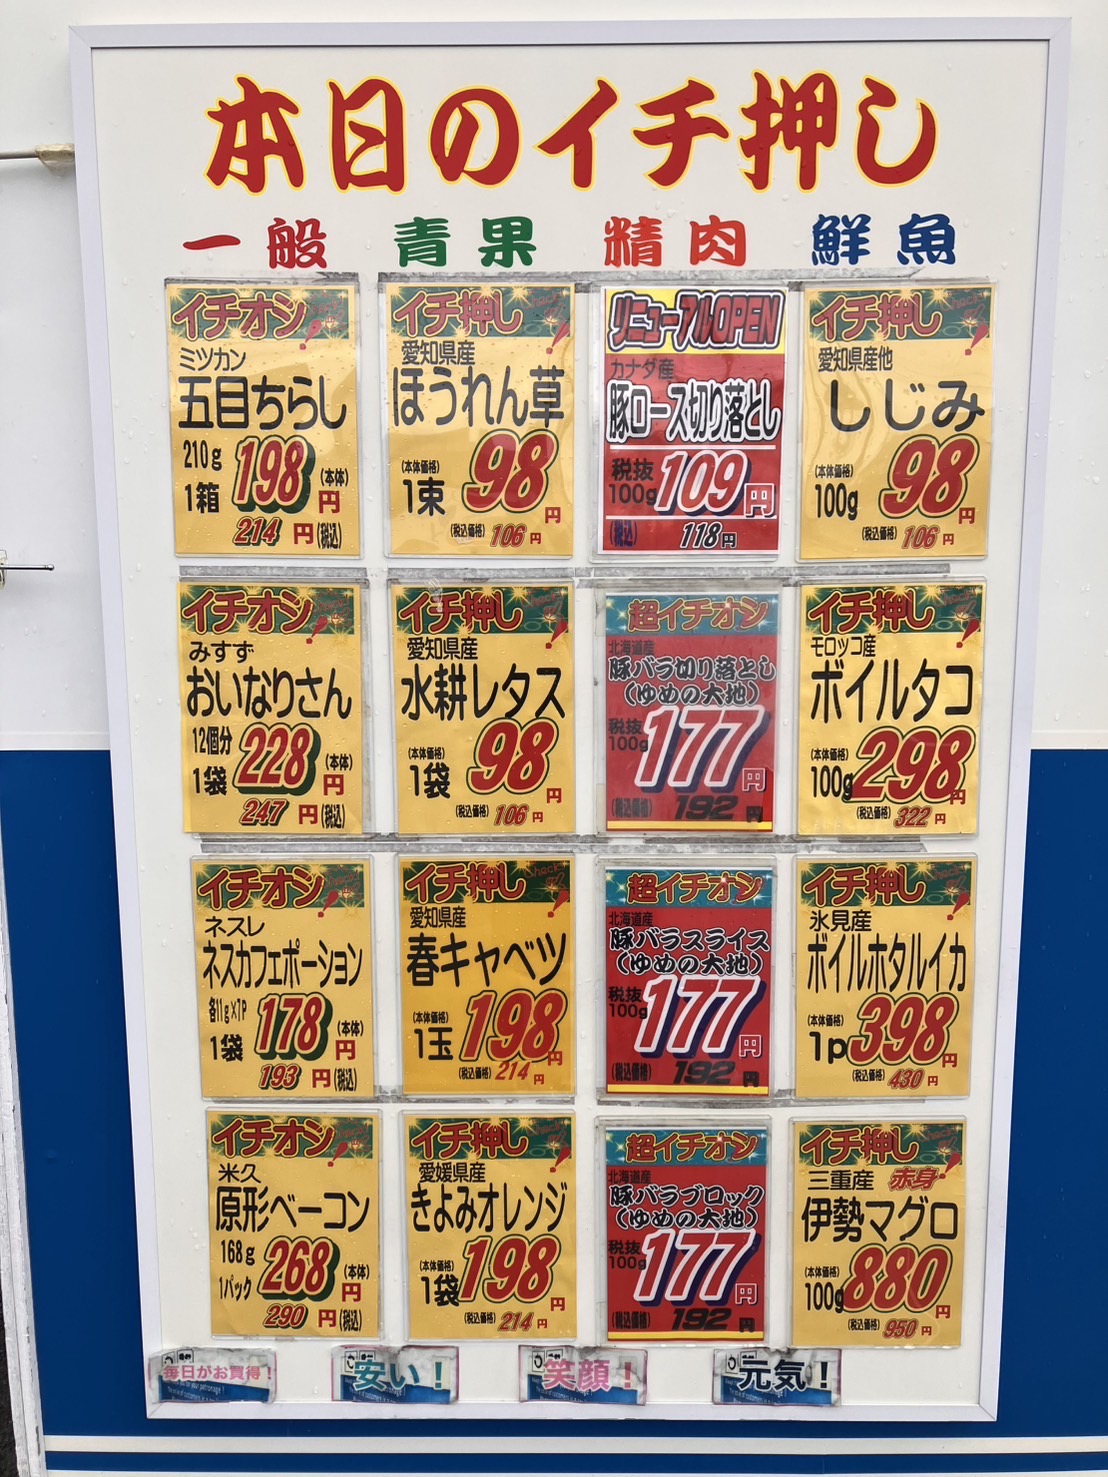 本日のイチ押し
一般
青果
精肉
鮮魚
イチオシ!
ミツカン
五目ちらし
210g
1箱
198
(本体)
円
214 円(税込)
イチ押し!
愛知県産
ほうれん草
(本体価格)
1束
98
円
(税込価格) 106 円
リニューアルOPEN
カナダ産
豚ロース切り落とし
税抜
100g
109円
(税込) 118円
イチ押し!
愛知県産他
しじみ
(本体価格)
100g
98
円
(税込価格) 106 円
イチオシ!
みすず
おいなりさん
12個分
1袋
228
(本体)
円
247 円(税込)
イチ押し!
愛知県産
水耕レタス
(本体価格)
1袋
98
円
(税込価格) 106 円
超イチオシ
北海道産
豚バラ切り落とし
(ゆめの大地)
税抜
100g
177円
(税込価格) 192 円
イチ押し!
モロッコ産
ボイルタコ
(本体価格)
100g
298
円
(税込価格) 322 円
イチオシ!
ネスレ
ネスカフェポーション
各11g×7P
1袋
178
(本体)
円
193 円(税込)
イチ押し!
愛知県産
春キャベツ
(本体価格)
1玉
198
円
(税込価格) 214 円
超イチオシ
北海道産
豚バラスライス
(ゆめの大地)
税抜
100g
177円
(税込価格) 192 円
イチ押し!
氷見産
ボイルホタルイカ
(本体価格)
1p
398
円
(税込価格) 430 円
イチオシ!
米久
原形ベーコン
168g
1パック
268
(本体)
円
290 円(税込)
イチ押し!
愛媛県産
きよみオレンジ
(本体価格)
1袋
198
円
(税込価格) 214 円
超イチオシ
北海道産
豚バラブロック
(ゆめの大地)
税抜
100g
177円
(税込価格) 192 円
イチ押し!
三重産 赤身
伊勢マグロ
(本体価格)
100g
880
円
(税込価格) 950 円
毎日がお買得!
安い!
笑顔!
元気!